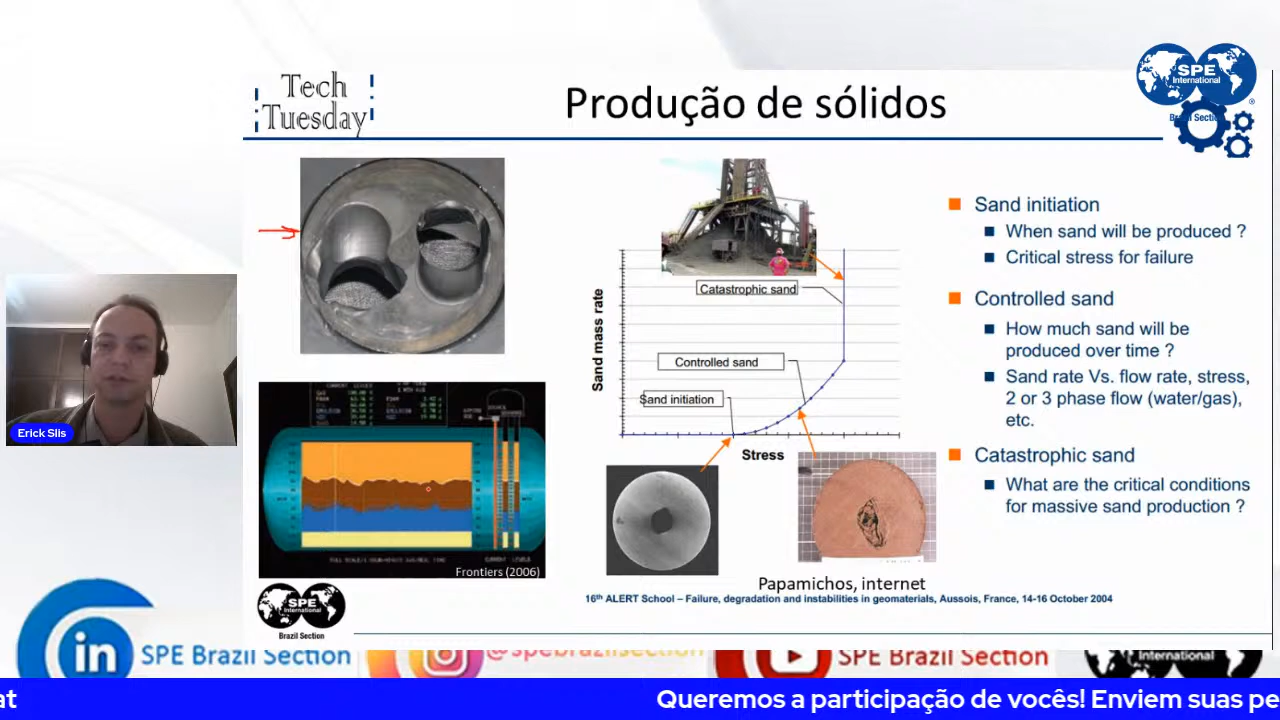 Tech
Tuesday
Produção de sólidos
SPE
International
®
Catastrophic sand
Controlled sand
Sand initiation
Sand mass rate
Stress
Sand initiation
When sand will be produced ?
Critical stress for failure
Controlled sand
How much sand will be
produced over time ?
Sand rate Vs. flow rate, stress,
2 or 3 phase flow (water/gas),
etc.
Catastrophic sand
What are the critical conditions
for massive sand production ?
Erick Slis
Frontiers (2006)
Papamichos, internet
16th ALERT School – Failure, degradation and instabilities in geomaterials, Aussois, France, 14-16 October 2004
SPE
International
Brazil Section
in
SPE Brazil Section
@spebrazilsection
SPE Brazil Section
International
at
Queremos a participação de vocês! Enviem suas pe